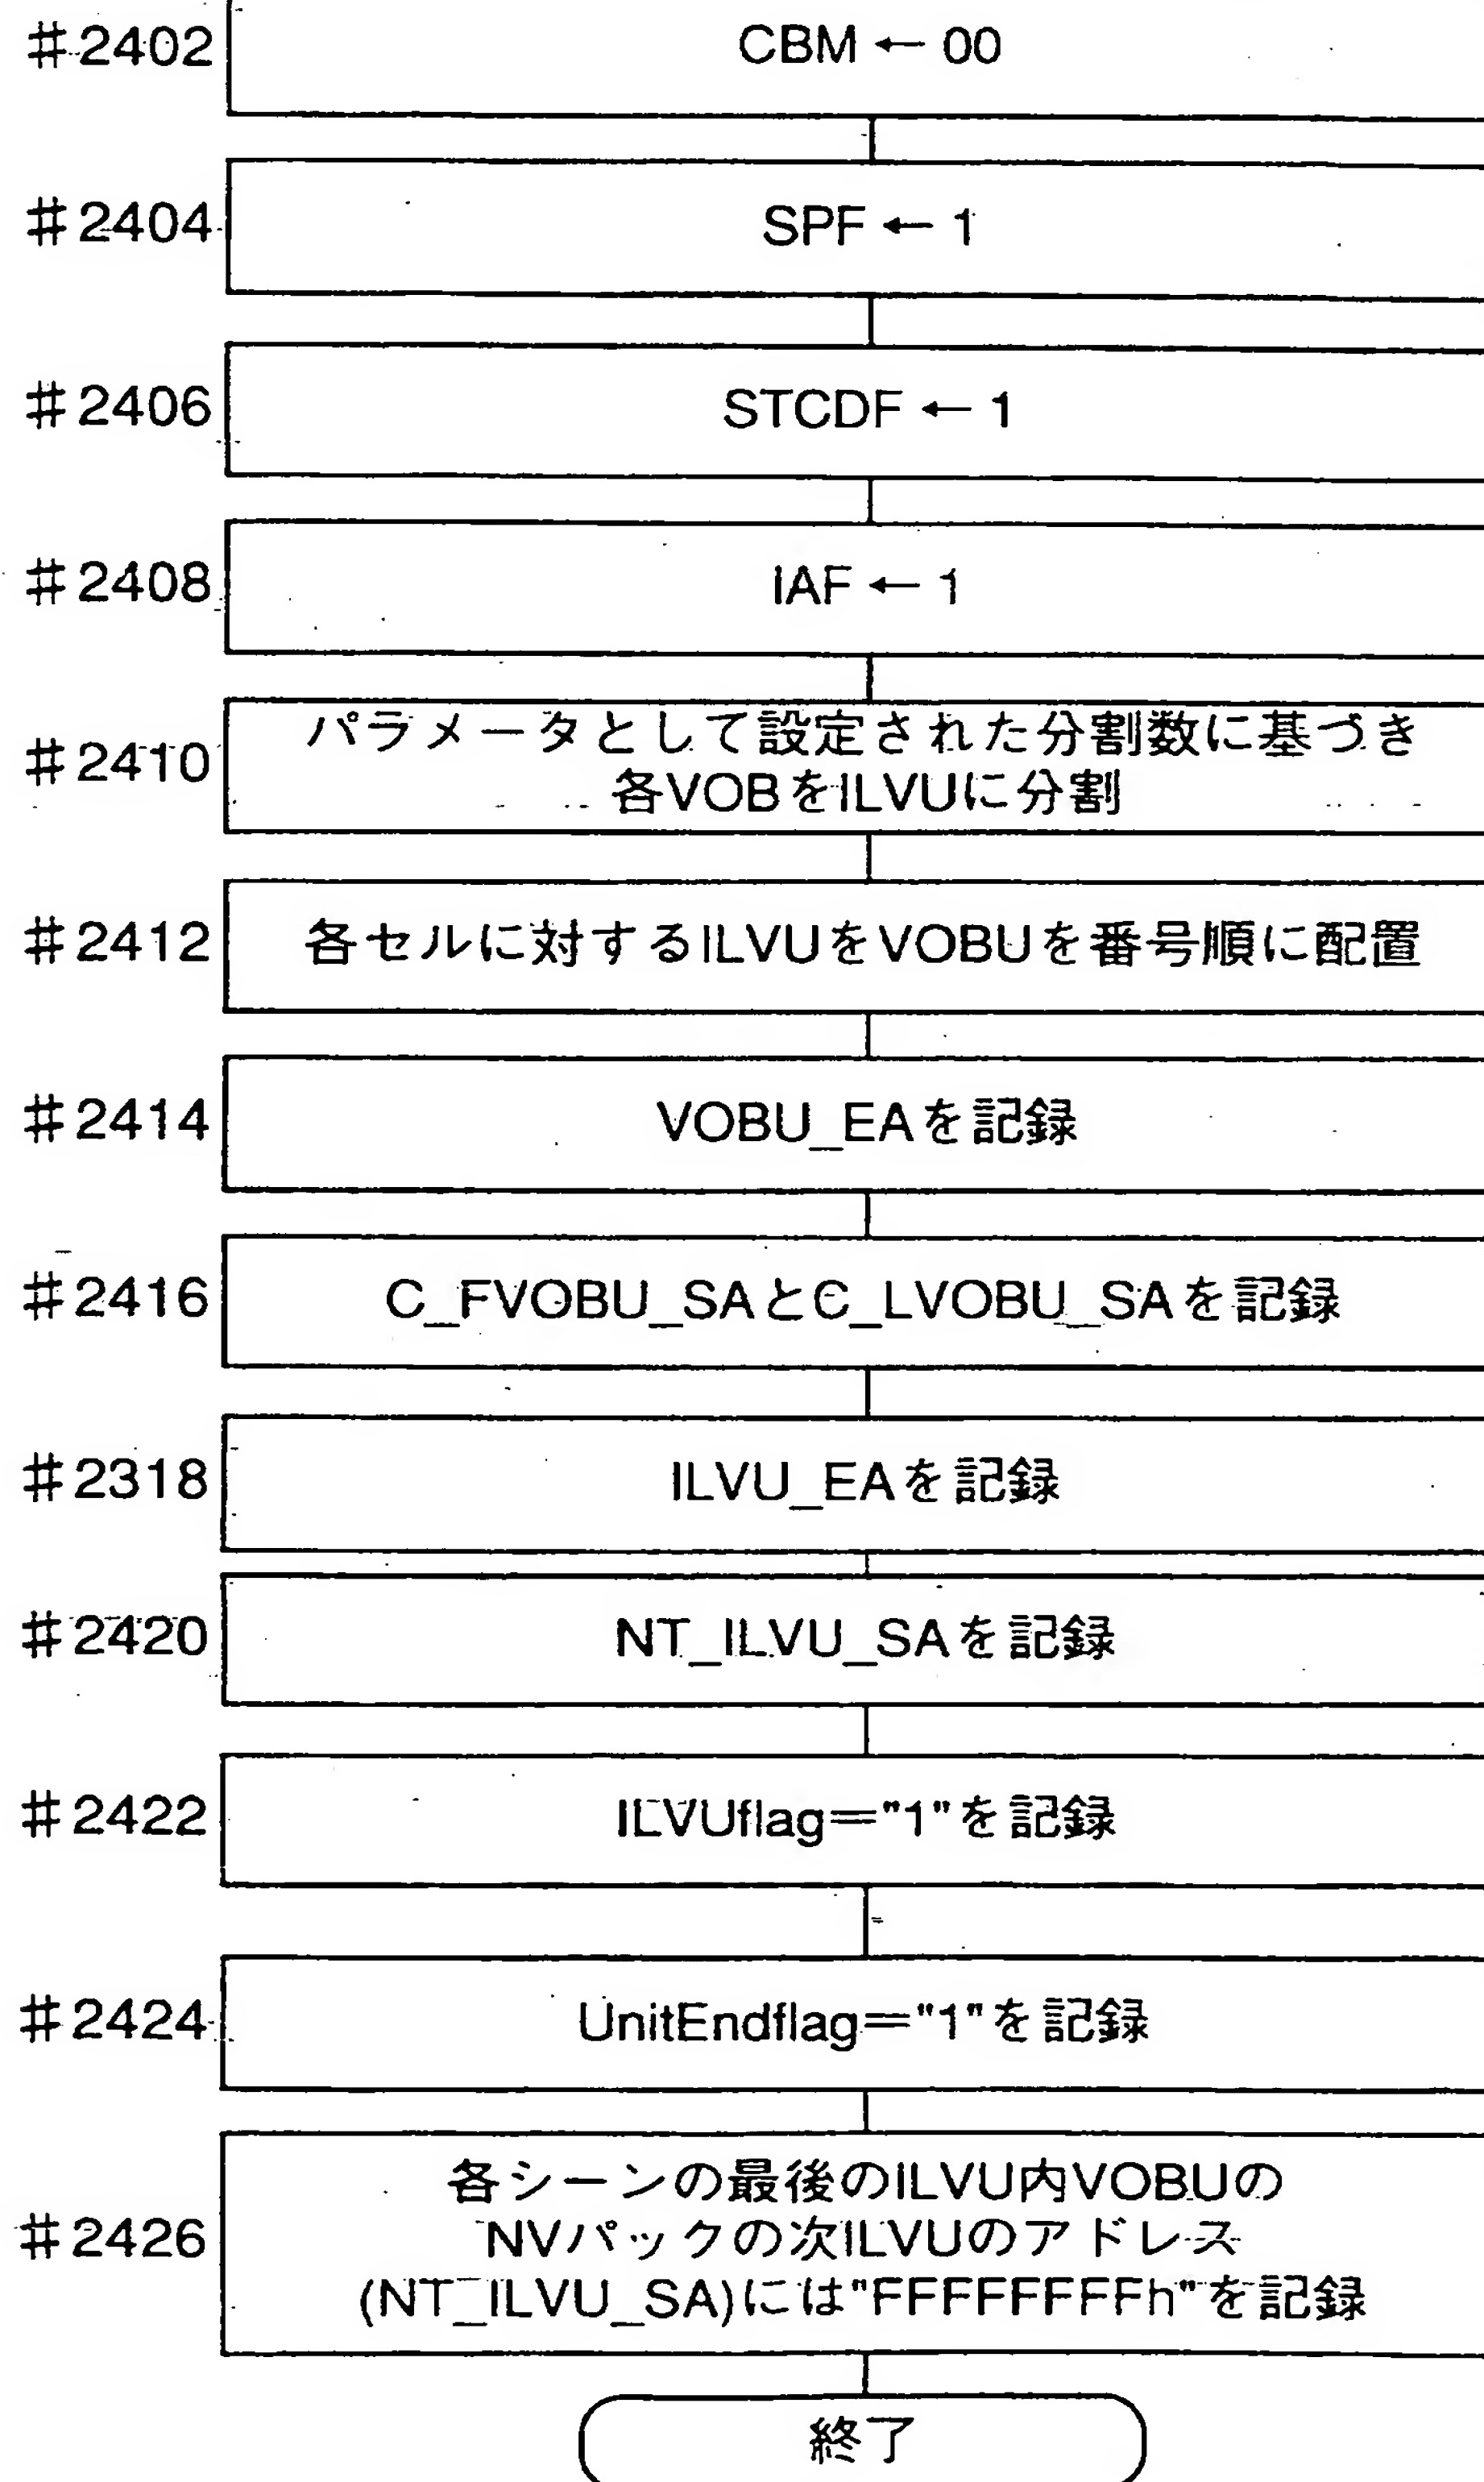 #2402 CBM ← 00
#2404 SPF ← 1
#2406 STCDF ← 1
#2408 IAF ← 1
#2410 パラメータとして設定された分割数に基づき
各VOBをILVUに分割
#2412 各セルに対するILVUをVOBUを番号順に配置
#2414 VOBU_EAを記録
#2416 C_FVOBU_SAとC_LVOBU_SAを記録
#2318 ILVU_EAを記録
#2420 NT_ILVU_SAを記録
#2422 ILVUflag="1"を記録
#2424 UnitEndflag="1"を記録
#2426 各シーンの最後のILVU内VOBUの
NVパックの次ILVUのアドレス
(NT_ILVU_SA)には"FFFFFFFFh"を記録
終了